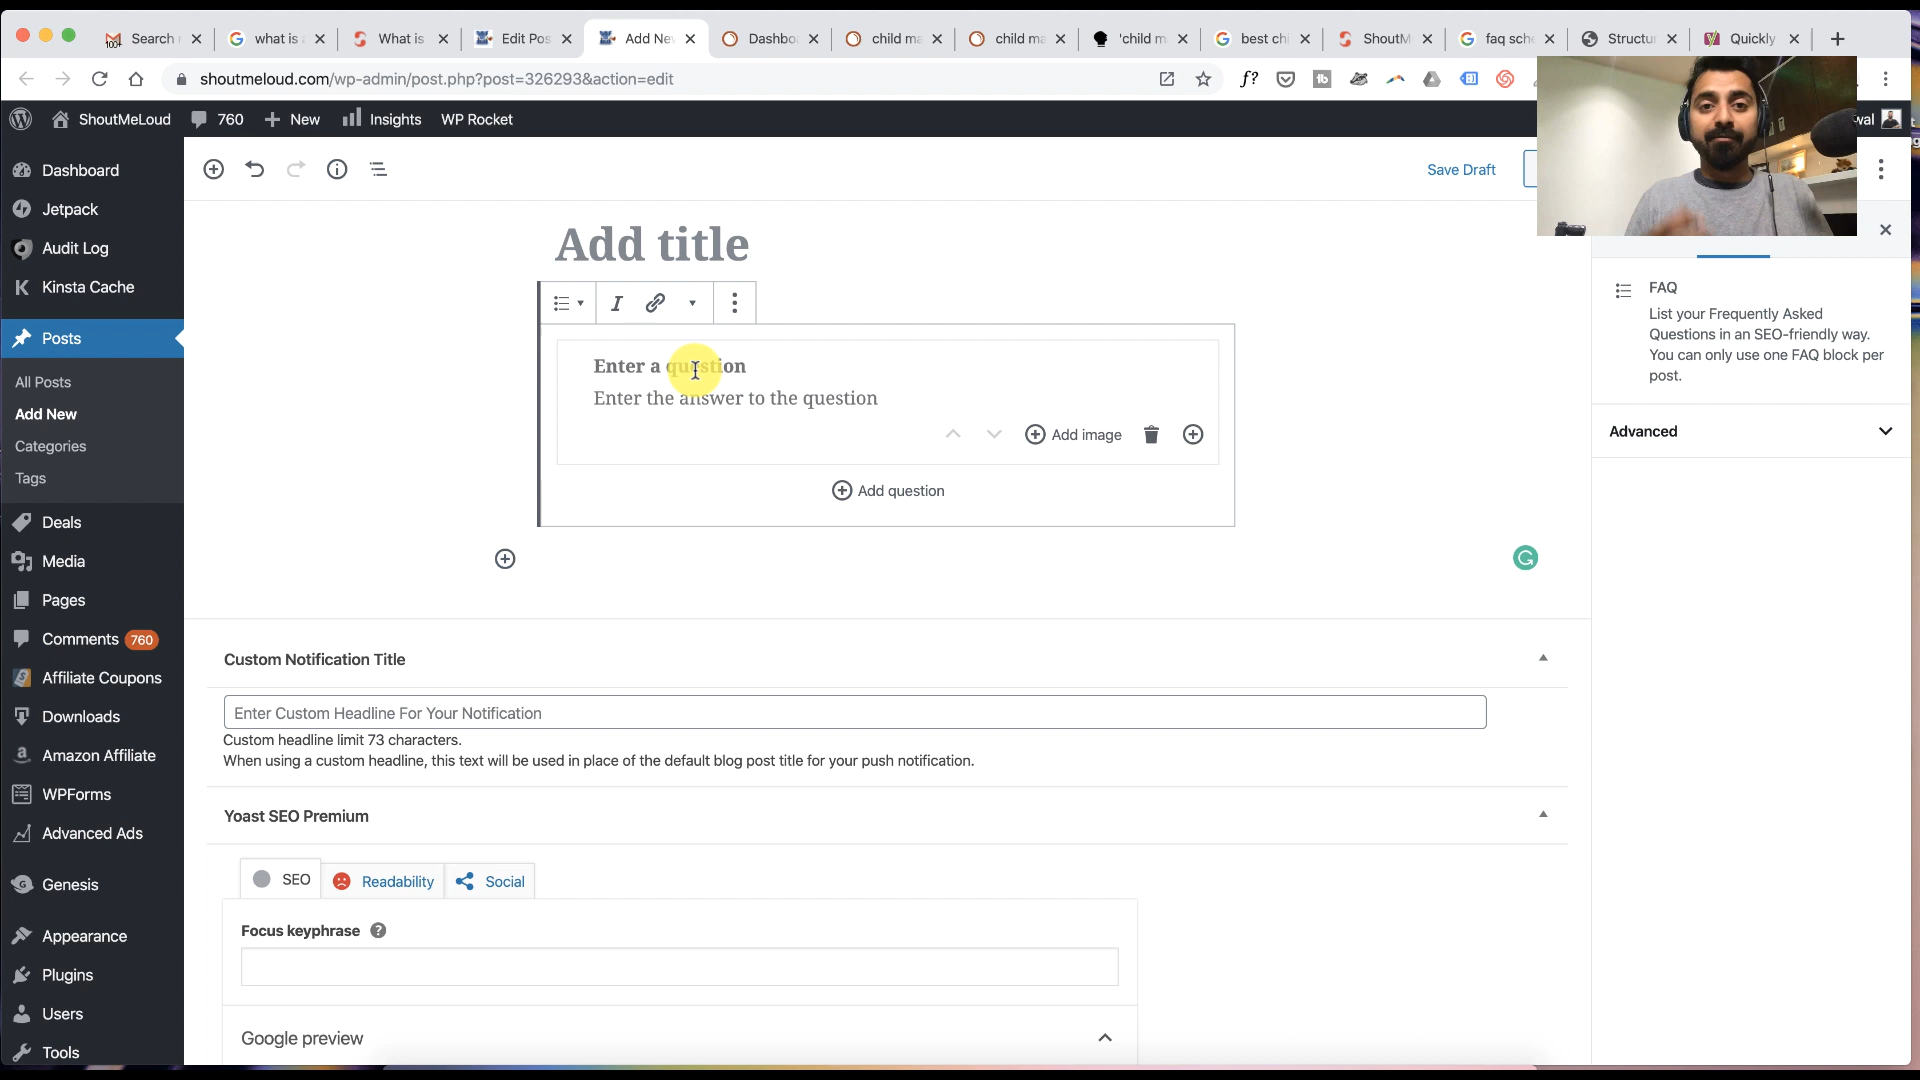 100+ Search
what is
What is
Edit Pos
Add Ne
Dashbo
child ma
child ma
'child m
best chi
ShoutM
faq sche
Structur
Quickly
shoutmeloud.com/wp-admin/post.php?post=326293&action=edit
f?
ShoutMeLoud 760 New Insights WP Rocket
wal
Dashboard
Jetpack
Audit Log
Kinsta Cache
Posts
All Posts
Add New
Categories
Tags
Deals
Media
Pages
Comments 760
Affiliate Coupons
Downloads
Amazon Affiliate
WPForms
Advanced Ads
Genesis
Appearance
Plugins
Users
Tools
Save Draft
Add title
Enter a question
Enter the answer to the question
Add image
Add question
Custom Notification Title
Enter Custom Headline For Your Notification
Custom headline limit 73 characters.
When using a custom headline, this text will be used in place of the default blog post title for your push notification.
Yoast SEO Premium
SEO
Readability
Social
Focus keyphrase
Google preview
FAQ
List your Frequently Asked
Questions in an SEO-friendly way.
You can only use one FAQ block per
post.
Advanced